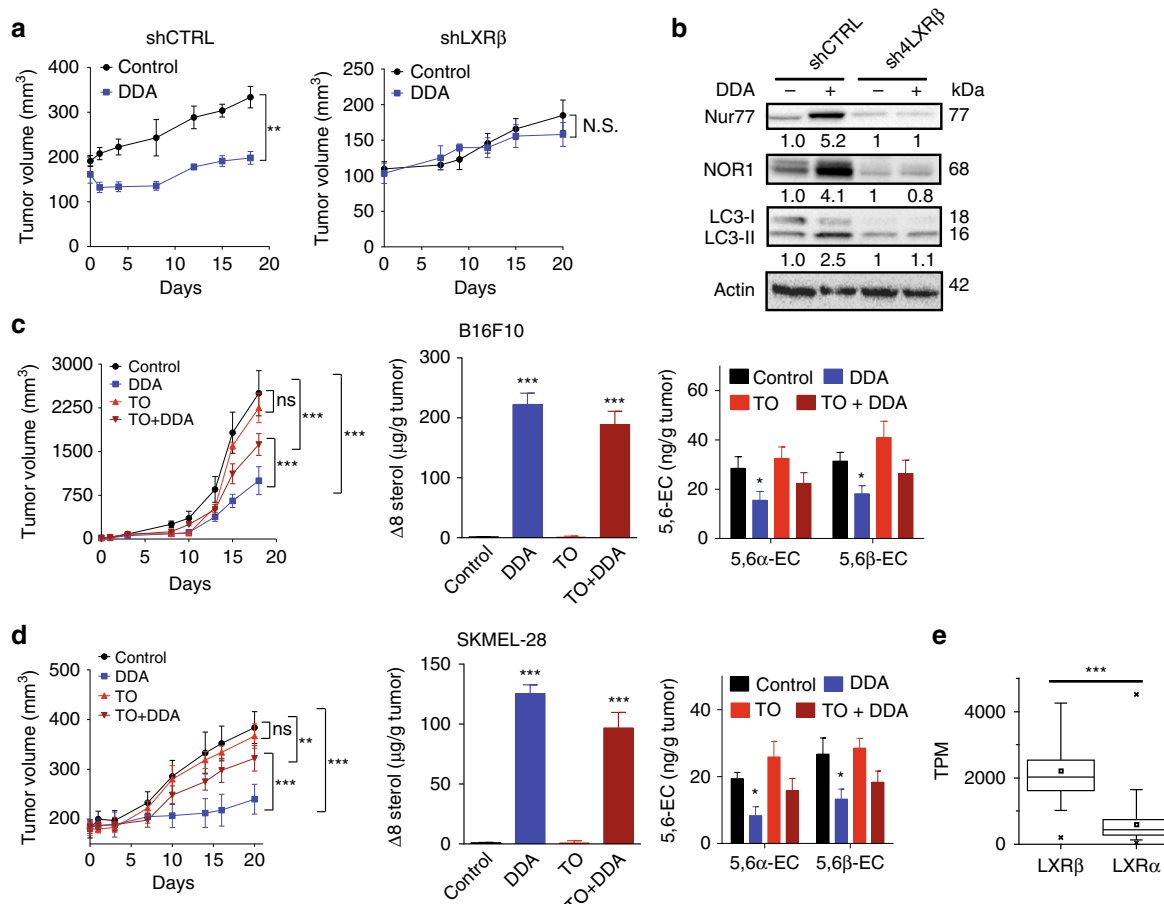 a
shCTRL
Tumor volume (mm3)
400
300
200
100
0
0 5 10 15 20
Days
Control
DDA
**
shLXRβ
Tumor volume (mm3)
250
200
150
100
50
0
0 5 10 15 20
Days
Control
DDA
N.S.
b
shCTRL sh4LXRβ
DDA − + − + kDa
Nur77 77
1.0 5.2 1 1
NOR1 68
1.0 4.1 1 0.8
LC3-I 18
LC3-II 16
1.0 2.5 1 1.1
Actin 42
c
B16F10
Tumor volume (mm3)
3000
2250
1500
750
0
0 5 10 15 20
Days
Control
DDA
TO
TO+DDA
ns
***
***
***
Δ8 sterol (μg/g tumor)
300
200
100
0
*** ***
Control DDA TO TO+DDA
5,6-EC (ng/g tumor)
60
40
20
0
Control DDA
TO TO + DDA
* *
5,6α-EC 5,6β-EC
d
SKMEL-28
Tumor volume (mm3)
500
400
300
200
0 5 10 15 20
Days
Control
DDA
TO
TO+DDA
ns
**
***
***
Δ8 sterol (μg/g tumor)
150
100
50
0
*** ***
Control DDA TO TO+DDA
5,6-EC (ng/g tumor)
60
40
20
0
Control DDA
TO TO + DDA
* *
5,6α-EC 5,6β-EC
e
***
TPM
4000
2000
0
LXRβ LXRα